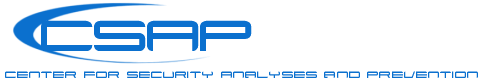 CSAP
CENTER FOR SECURITY ANALYSES AND PREVENTION